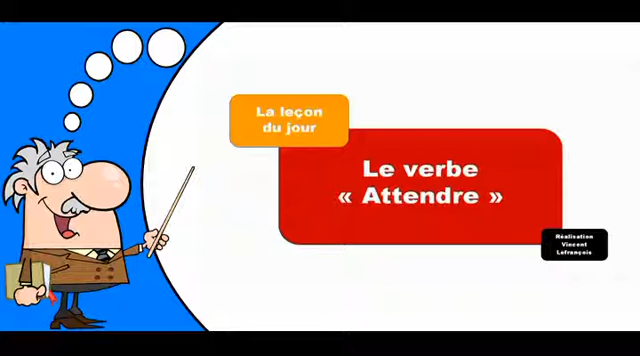 La leçon
du jour
Le verbe
« Attendre »
Réalisation
Vincent
Lefrançois